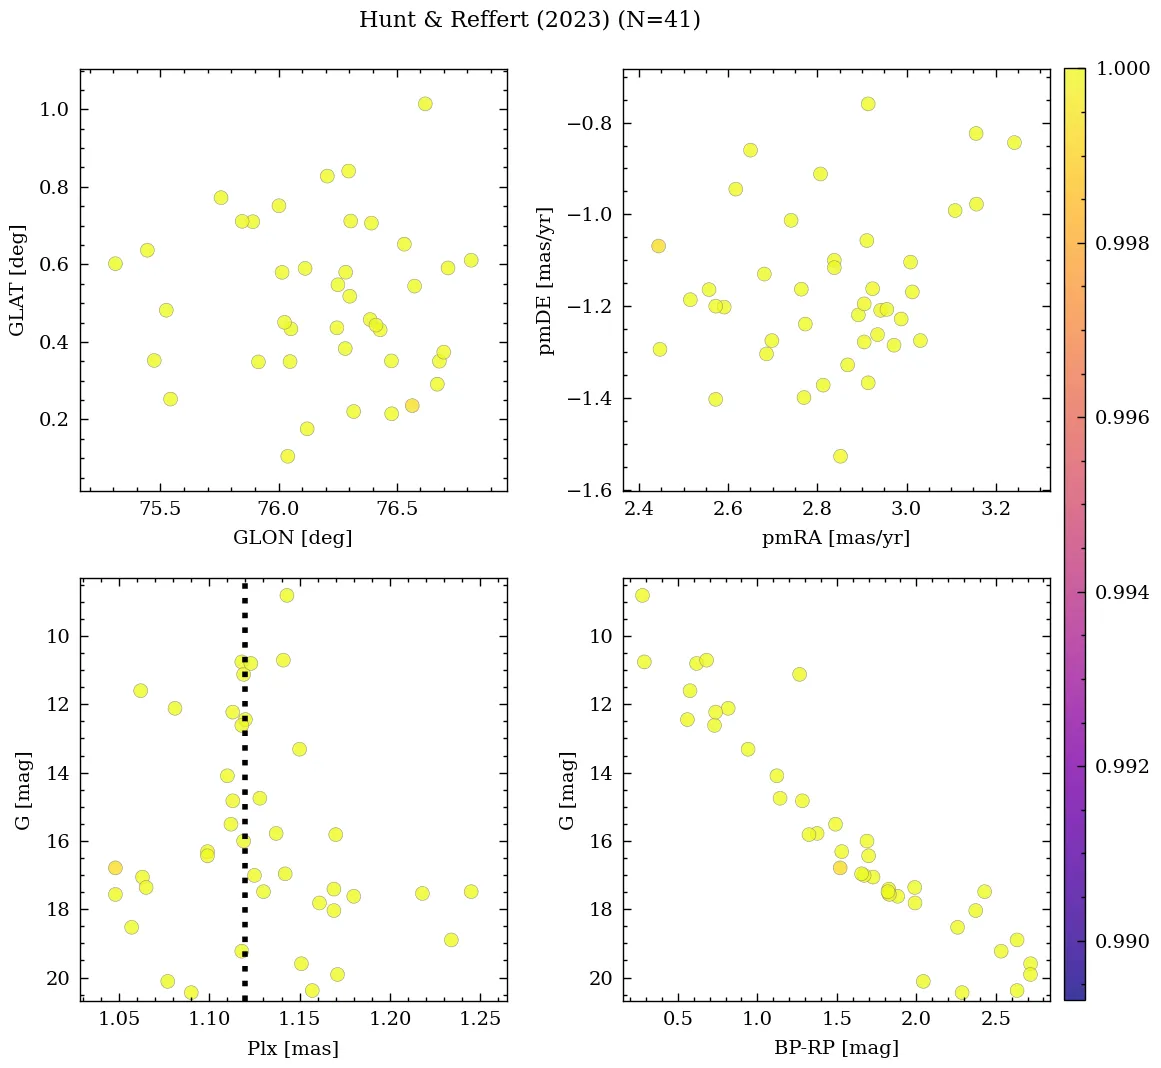 Hunt & Reffert (2023) (N=41)
1.0
0.8
0.6
0.4
0.2
GLAT [deg]
75.5 76.0 76.5
GLON [deg]
−0.8
−1.0
−1.2
−1.4
−1.6
pmDE [mas/yr]
2.4 2.6 2.8 3.0 3.2
pmRA [mas/yr]
1.000
0.998
0.996
0.994
0.992
0.990
10
12
14
16
18
20
G [mag]
1.05 1.10 1.15 1.20 1.25
Plx [mas]
10
12
14
16
18
20
G [mag]
0.5 1.0 1.5 2.0 2.5
BP-RP [mag]